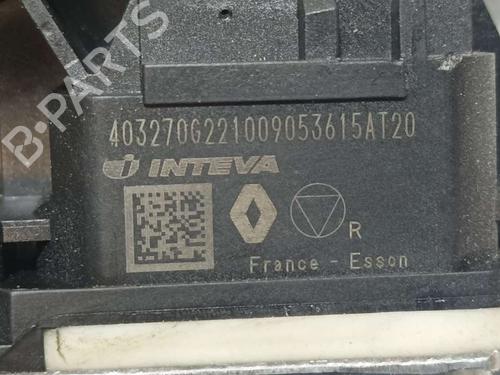 B-PARTS
403270G221009053615AT20
INTEVA
R
France - Esson